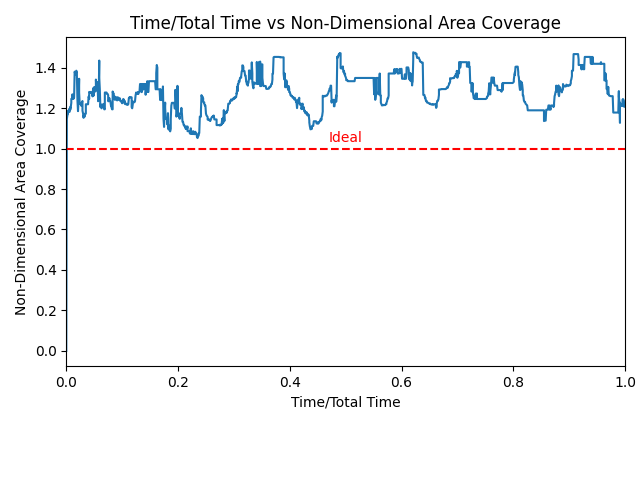 Time/Total Time vs Non-Dimensional Area Coverage
Non-Dimensional Area Coverage
1.4
1.2
1.0
0.8
0.6
0.4
0.2
0.0
Ideal
0.0 0.2 0.4 0.6 0.8 1.0
Time/Total Time